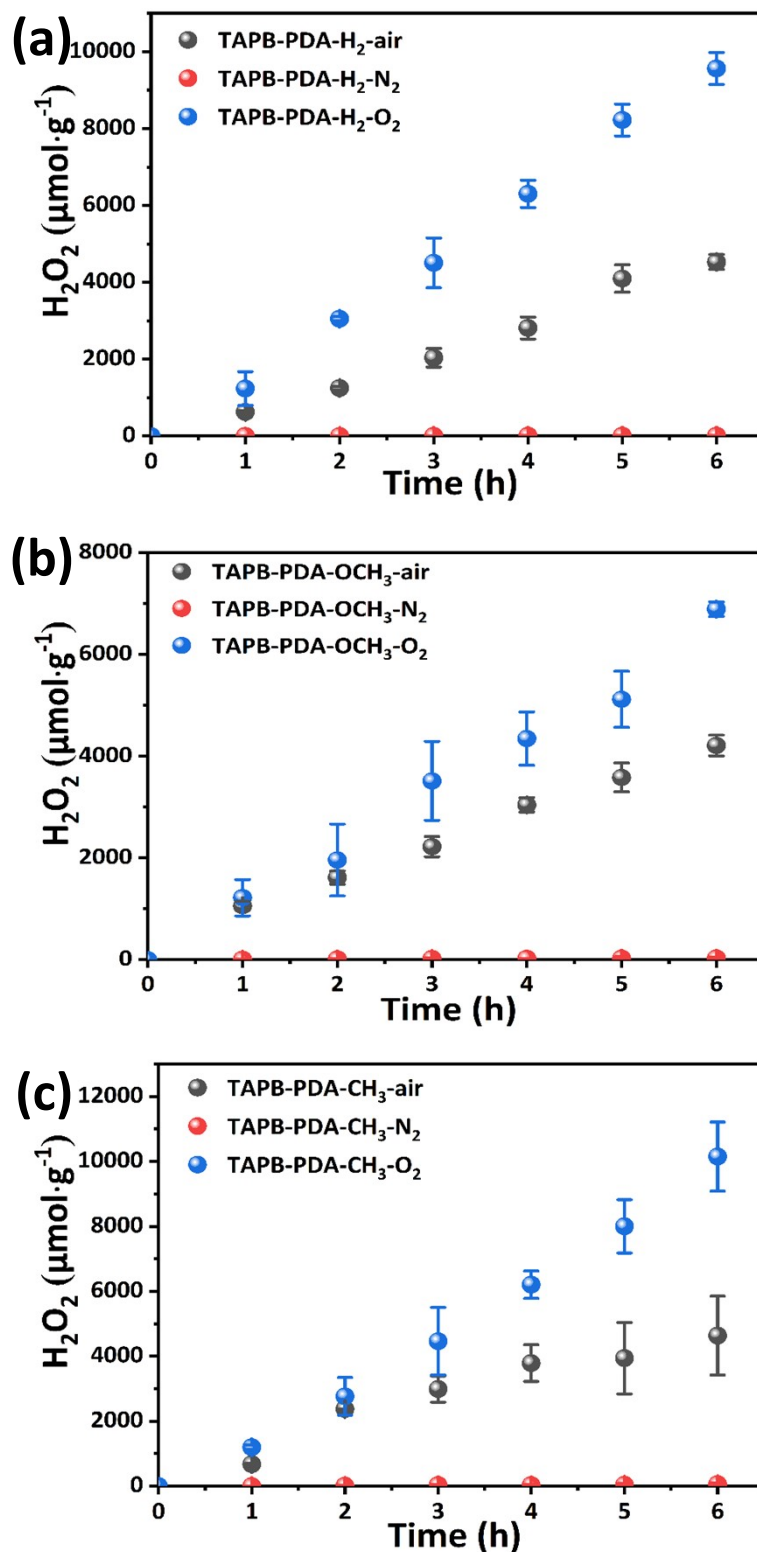 (a)
TAPB-PDA-H₂-air
TAPB-PDA-H₂-N₂
TAPB-PDA-H₂-O₂
H₂O₂ (μmol·g⁻¹)
10000
8000
6000
4000
2000
0
0 1 2 3 4 5 6
Time (h)
(b)
TAPB-PDA-OCH₃-air
TAPB-PDA-OCH₃-N₂
TAPB-PDA-OCH₃-O₂
H₂O₂ (μmol·g⁻¹)
8000
6000
4000
2000
0
0 1 2 3 4 5 6
Time (h)
(c)
TAPB-PDA-CH₃-air
TAPB-PDA-CH₃-N₂
TAPB-PDA-CH₃-O₂
H₂O₂ (μmol·g⁻¹)
12000
10000
8000
6000
4000
2000
0
0 1 2 3 4 5 6
Time (h)